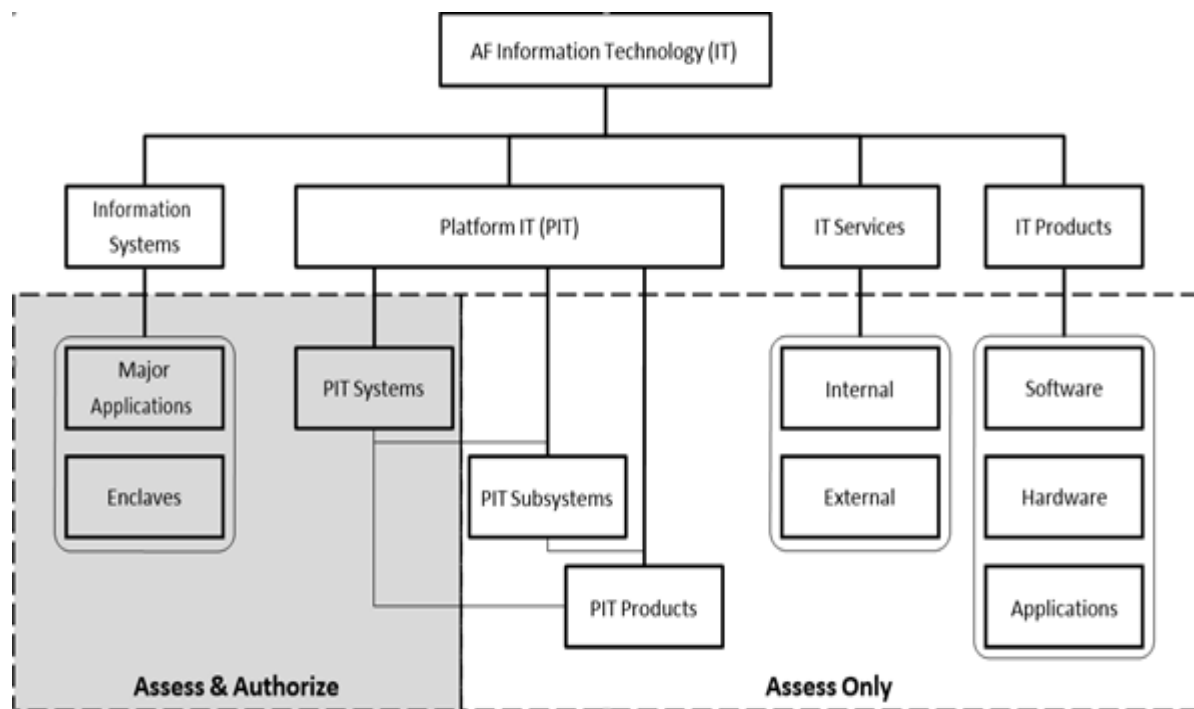 AF Information Technology (IT)
Information
Systems
Platform IT (PIT)
IT Services
IT Products
Major
Applications
PIT Systems
Internal
Software
Enclaves
PIT Subsystems
External
Hardware
PIT Products
Applications
Assess & Authorize
Assess Only